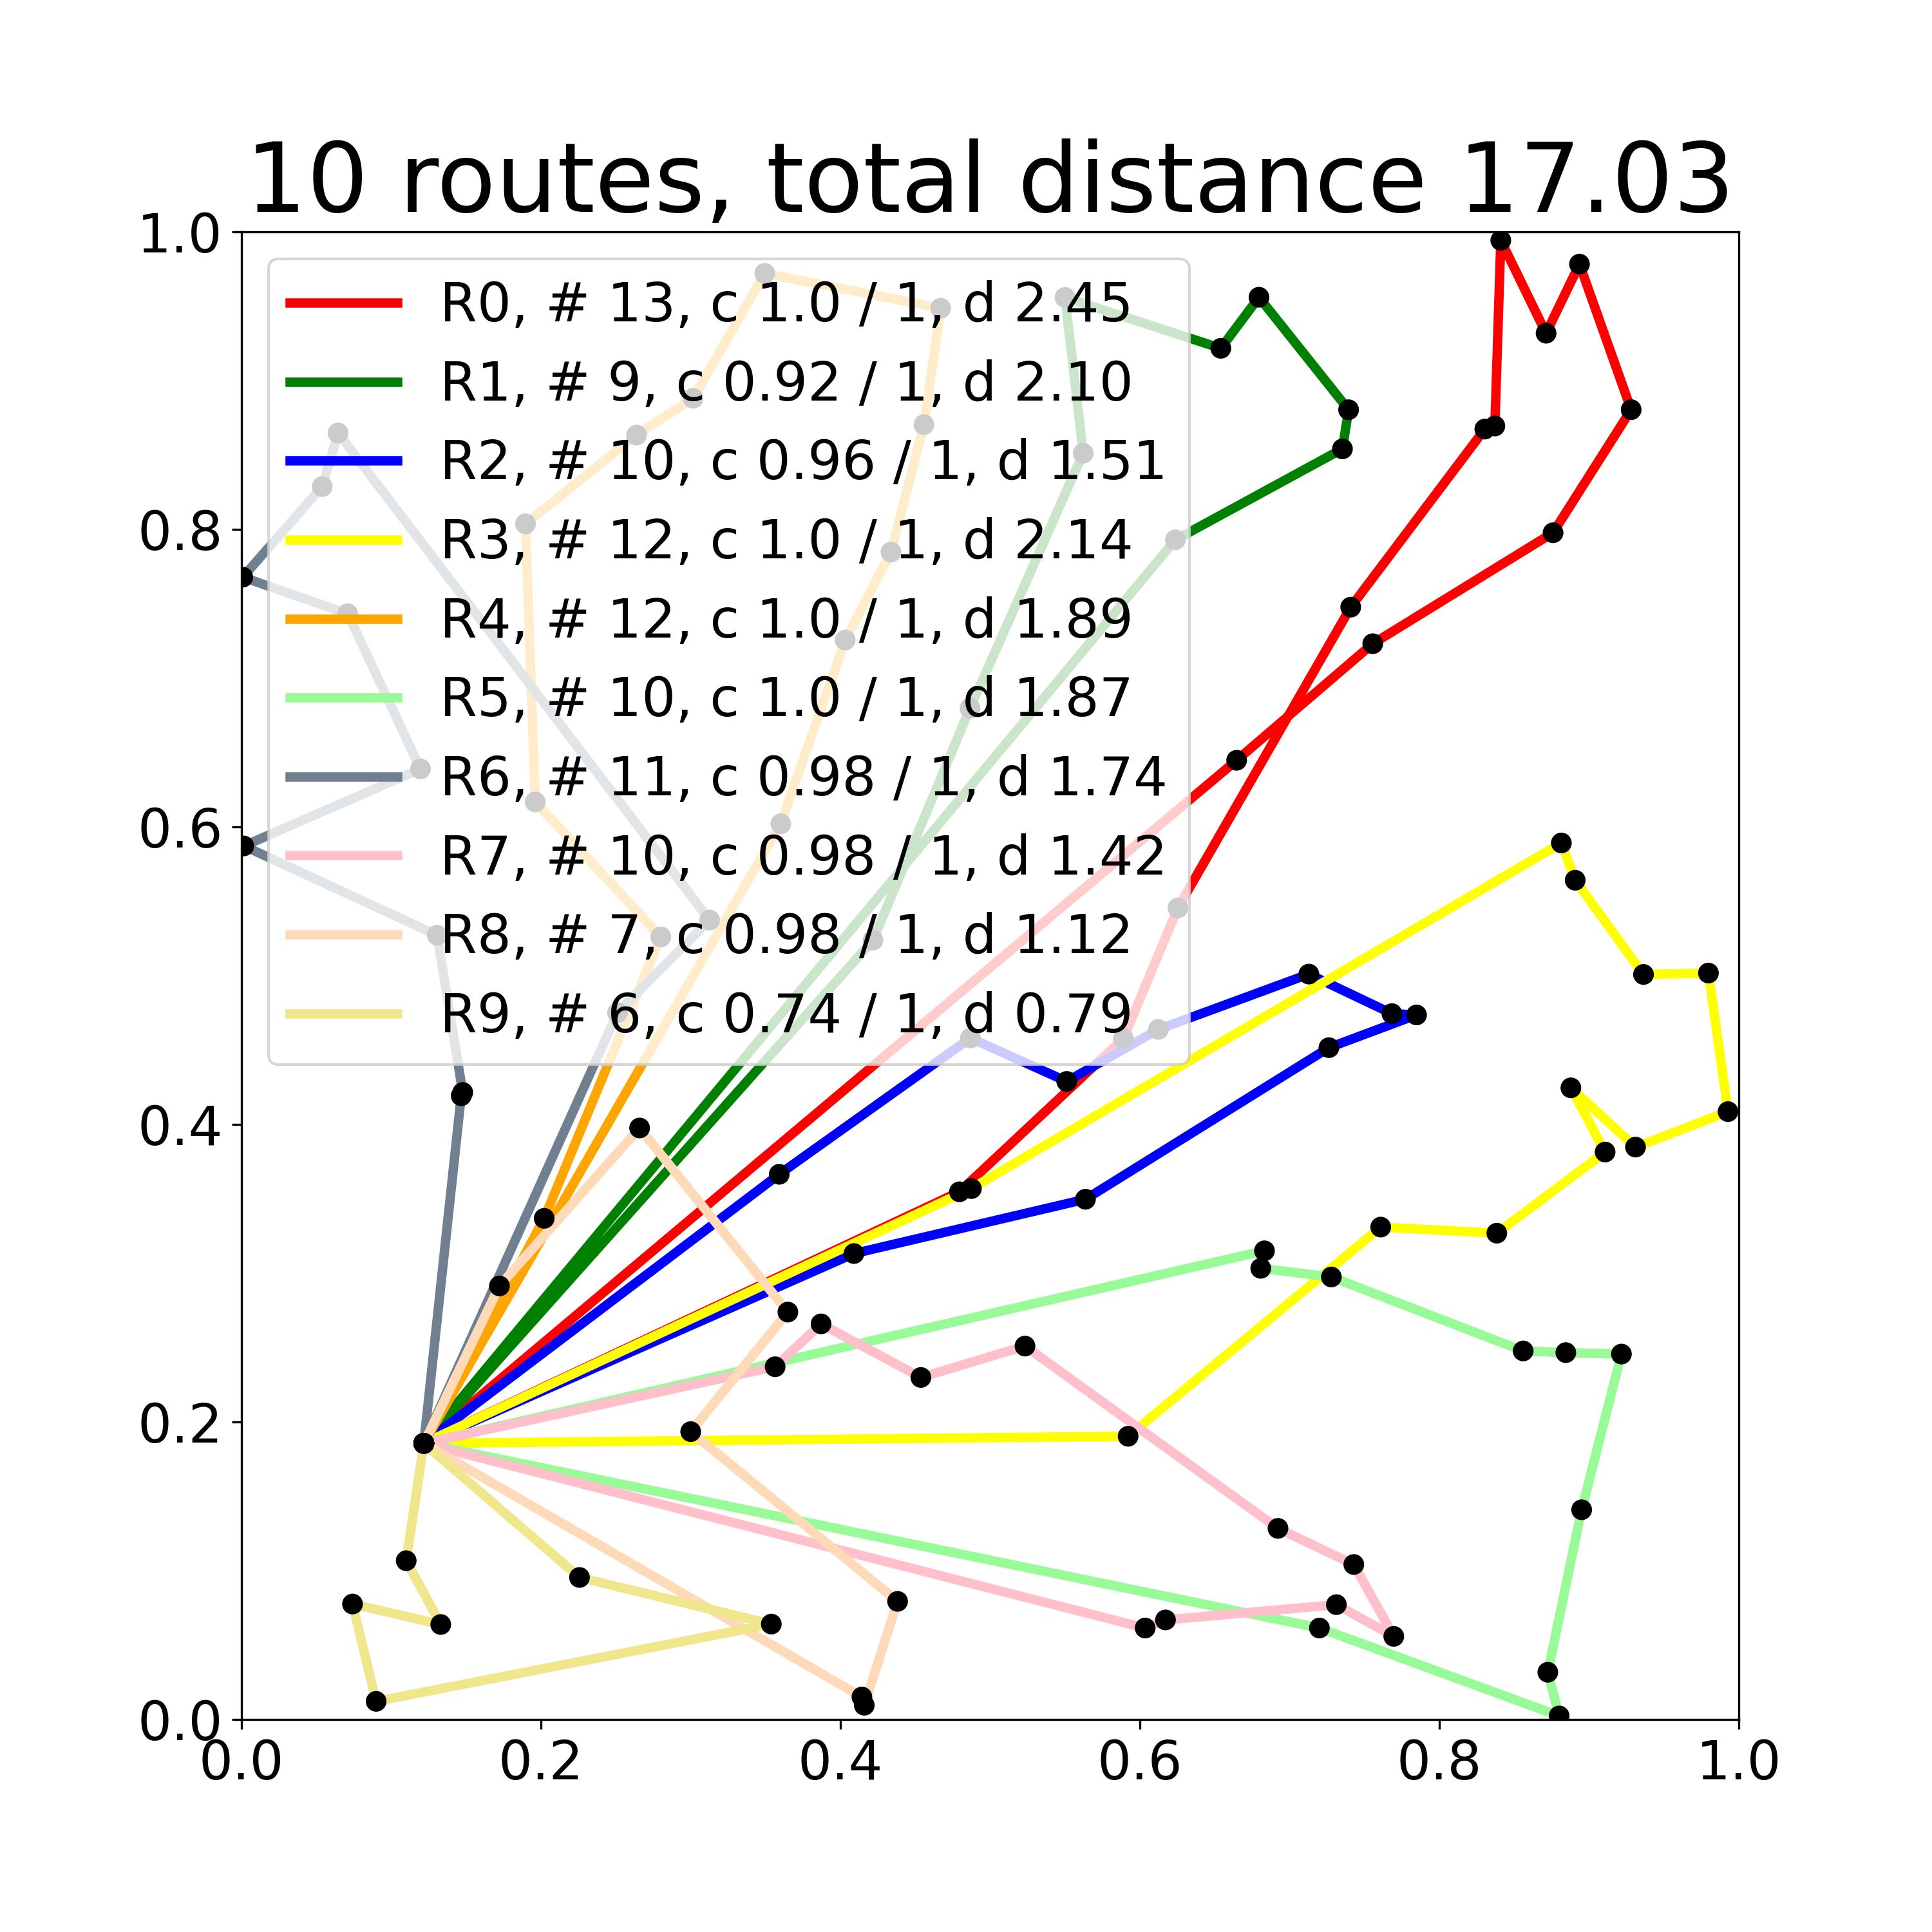 10 routes, total distance 17.03
1.0
0.8
0.6
0.4
0.2
0.0
R0, # 13, c 1.0 / 1, d 2.45
R1, # 9, c 0.92 / 1, d 2.10
R2, # 10, c 0.96 / 1, d 1.51
R3, # 12, c 1.0 / 1, d 2.14
R4, # 12, c 1.0 / 1, d 1.89
R5, # 10, c 1.0 / 1, d 1.87
R6, # 11, c 0.98 / 1, d 1.74
R7, # 10, c 0.98 / 1, d 1.42
R8, # 7, c 0.98 / 1, d 1.12
R9, # 6, c 0.74 / 1, d 0.79
0.0 0.2 0.4 0.6 0.8 1.0